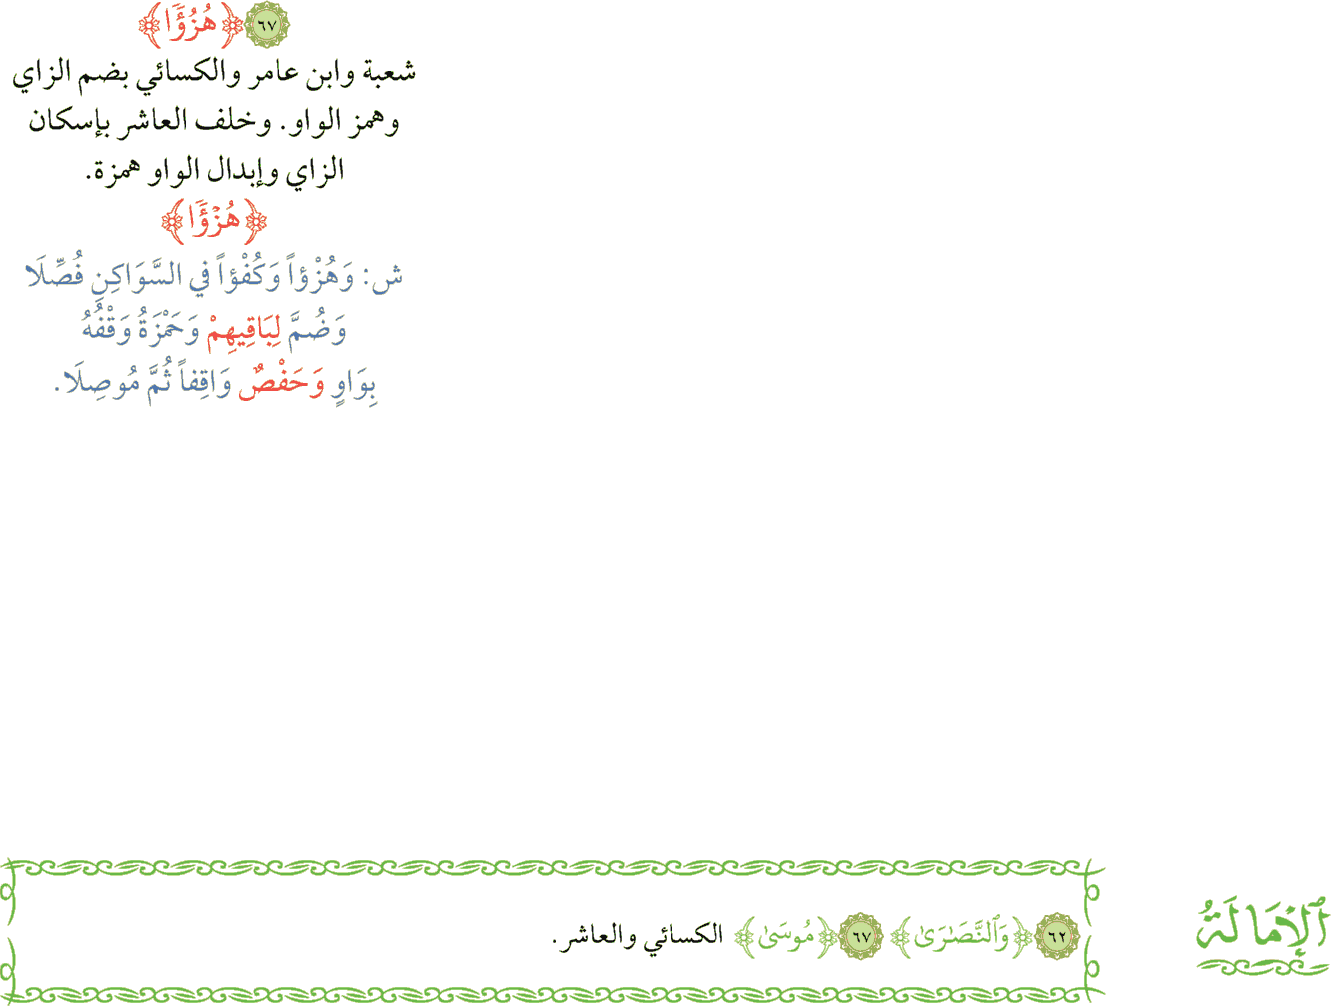 ٦٧ ﴿هُزُؤًا﴾
شعبة وابن عامر والكسائي بضم الزاي
وهمز الواو. وخلف العاشر بإسكان
الزاي وإبدال الواو همزة.
﴿هُزْؤًا﴾
ش: وَهُزْؤاً وَكُفْؤاً في السَّوَاكِنِ فُصِّلَا
وَضُمَّ لِبَاقِيهِمْ وَحَمْزَةُ وَقْفُهُ
بِوَاوٍ وَحَفْصٌ وَاقِفاً ثُمَّ مُوصِلَا.
ٱلْإِمَالَةُ
٦٢ ﴿وَٱلنَّصَٰرَىٰ﴾ ٦٧ ﴿مُوسَىٰ﴾ الكسائي والعاشر.